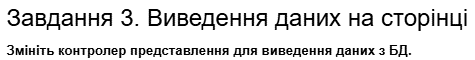 Завдання 3. Виведення даних на сторінці
Змініть контролер представлення для виведення даних з БД.